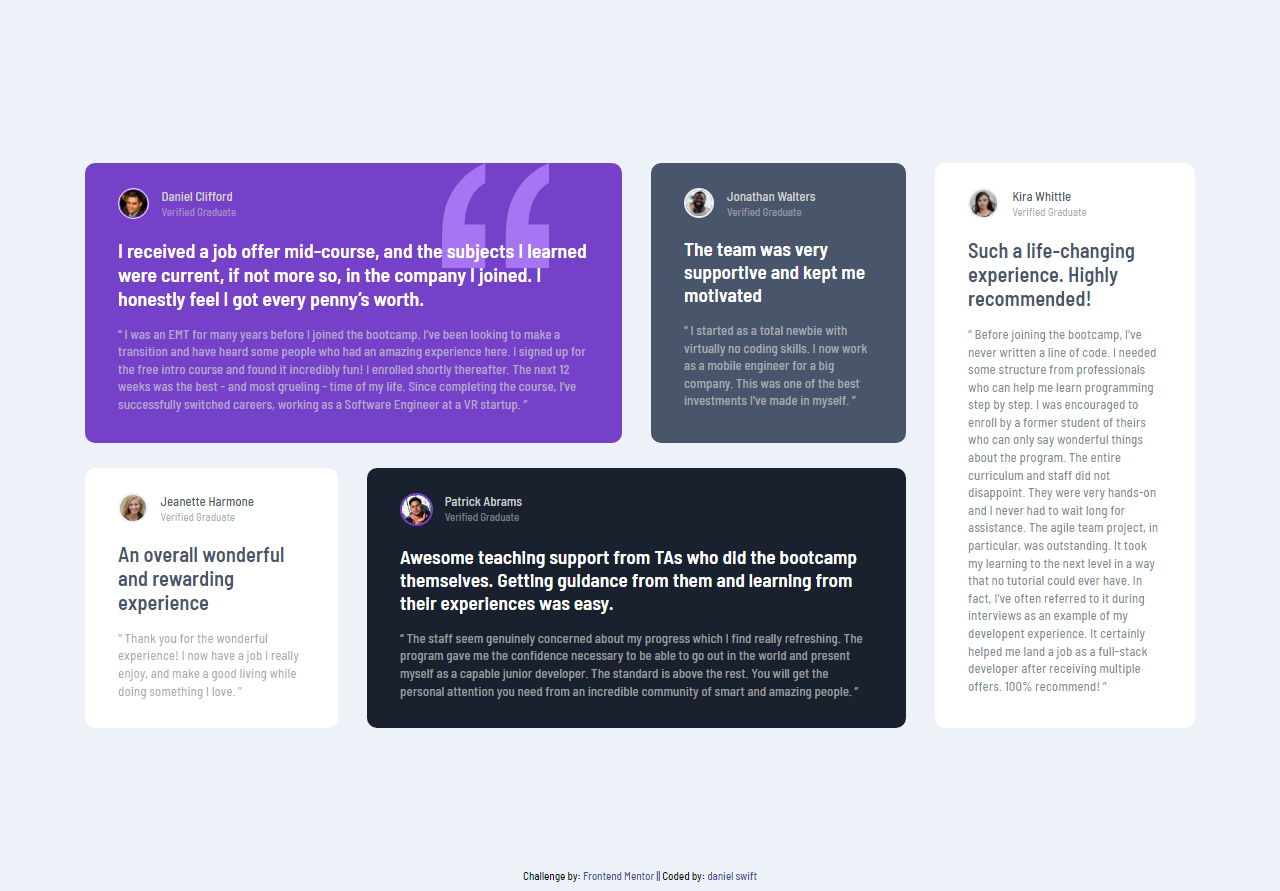 Daniel Clifford
Verified Graduate
I received a job offer mid-course, and the subjects I learned
were current, if not more so, in the company I joined. I
honestly feel I got every penny’s worth.
“ I was an EMT for many years before I joined the bootcamp. I’ve been looking to make a
transition and have heard some people who had an amazing experience here. I signed up for
the free intro course and found it incredibly fun! I enrolled shortly thereafter. The next 12
weeks was the best - and most grueling - time of my life. Since completing the course, I’ve
successfully switched careers, working as a Software Engineer at a VR startup. ”
Jonathan Walters
Verified Graduate
The team was very
supportive and kept me
motivated
“ I started as a total newbie with
virtually no coding skills. I now work
as a mobile engineer for a big
company. This was one of the best
investments I’ve made in myself. ”
Kira Whittle
Verified Graduate
Such a life-changing
experience. Highly
recommended!
“ Before joining the bootcamp, I’ve
never written a line of code. I needed
some structure from professionals
who can help me learn programming
step by step. I was encouraged to
enroll by a former student of theirs
who can only say wonderful things
about the program. The entire
curriculum and staff did not
disappoint. They were very hands-on
and I never had to wait long for
assistance. The agile team project, in
particular, was outstanding. It took
my learning to the next level in a way
that no tutorial could ever have. In
fact, I’ve often referred to it during
interviews as an example of my
developent experience. It certainly
helped me land a job as a full-stack
developer after receiving multiple
offers. 100% recommend! ”
Jeanette Harmone
Verified Graduate
An overall wonderful
and rewarding
experience
“ Thank you for the wonderful
experience! I now have a job I really
enjoy, and make a good living while
doing something I love. ”
Patrick Abrams
Verified Graduate
Awesome teaching support from TAs who did the bootcamp
themselves. Getting guidance from them and learning from
their experiences was easy.
“ The staff seem genuinely concerned about my progress which I find really refreshing. The
program gave me the confidence necessary to be able to go out in the world and present
myself as a capable junior developer. The standard is above the rest. You will get the
personal attention you need from an incredible community of smart and amazing people. ”
Challenge by: Frontend Mentor || Coded by: daniel swift